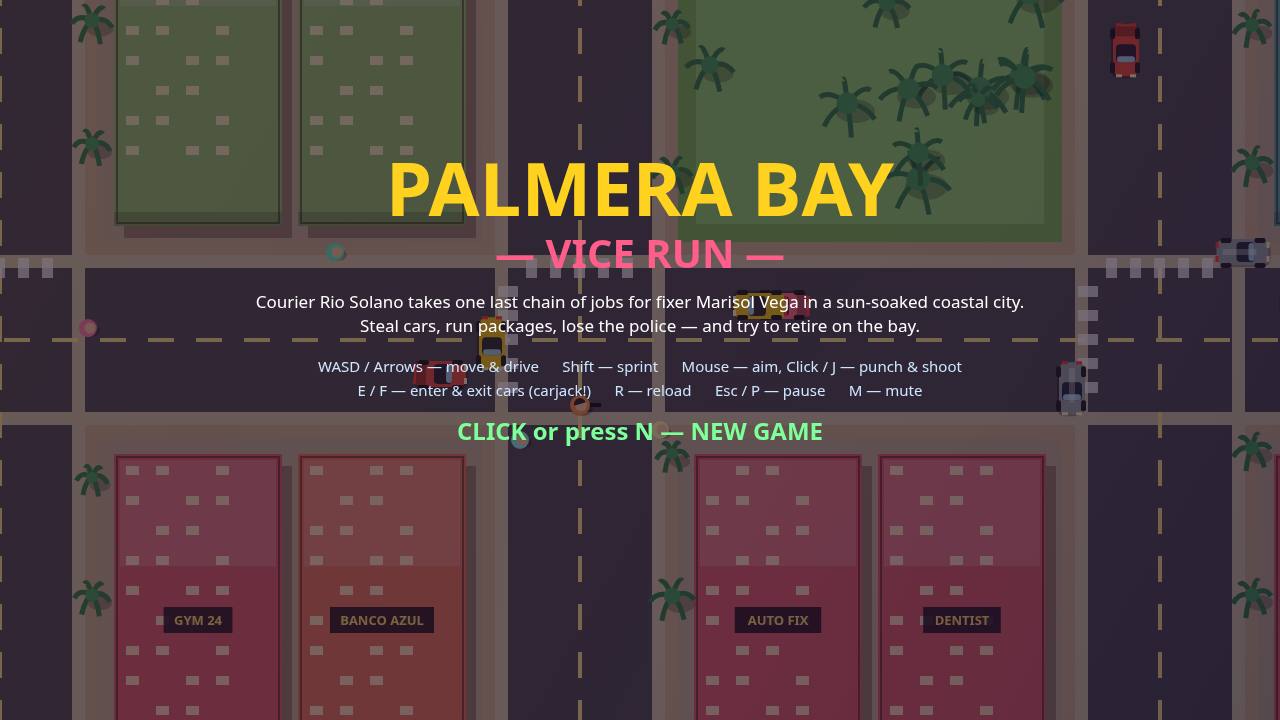 PALMERA BAY
— VICE RUN —
Courier Rio Solano takes one last chain of jobs for fixer Marisol Vega in a sun-soaked coastal city.
Steal cars, run packages, lose the police — and try to retire on the bay.
WASD / Arrows — move & drive Shift — sprint Mouse — aim, Click / J — punch & shoot
E / F — enter & exit cars (carjack!) R — reload Esc / P — pause M — mute
CLICK or press N — NEW GAME
GYM 24
BANCO AZUL
AUTO FIX
DENTIST